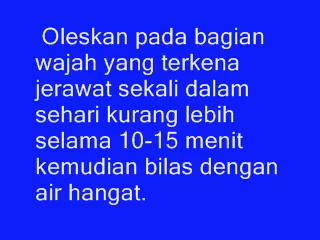 Oleskan pada bagian
wajah yang terkena
jerawat sekali dalam
sehari kurang lebih
selama 10-15 menit
kemudian bilas dengan
air hangat.